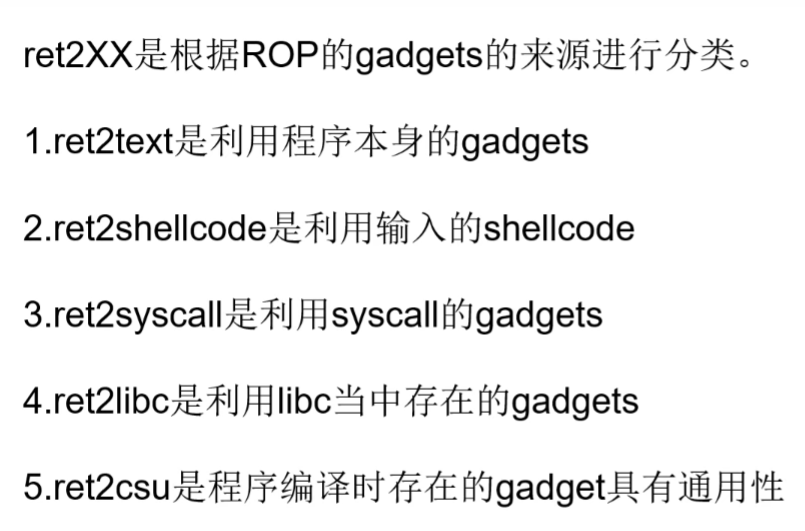 ret2XX是根据ROP的gadgets的来源进行分类。
1.ret2text是利用程序本身的gadgets
2.ret2shellcode是利用输入的shellcode
3.ret2syscall是利用syscall的gadgets
4.ret2libc是利用libc当中存在的gadgets
5.ret2csu是程序编译时存在的gadget具有通用性